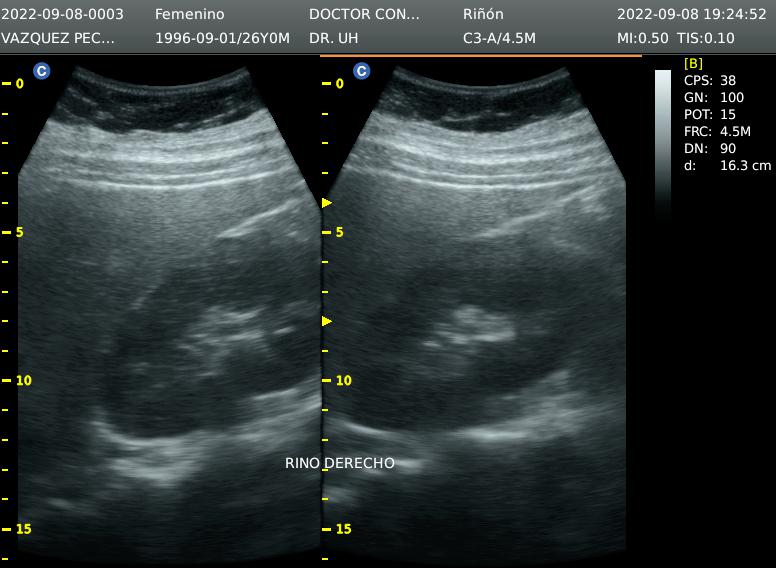 2022-09-08-0003 Femenino DOCTOR CON... Riñón 2022-09-08 19:24:52
VAZQUEZ PEC... 1996-09-01/26Y0M DR. UH C3-A/4.5M MI:0.50 TIS:0.10
C C
[B]
CPS: 38
GN: 100
POT: 15
FRC: 4.5M
DN: 90
d: 16.3 cm
0 0
5 5
10 10
RINO DERECHO
15 15